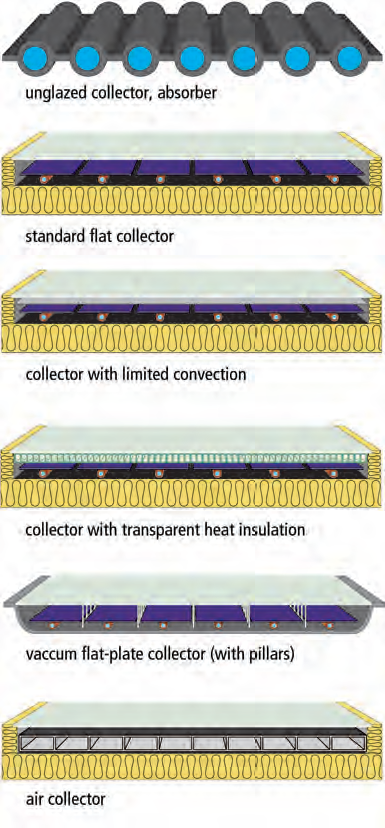 unglazed collector, absorber
standard flat collector
collector with limited convection
collector with transparent heat insulation
vaccum flat-plate collector (with pillars)
air collector